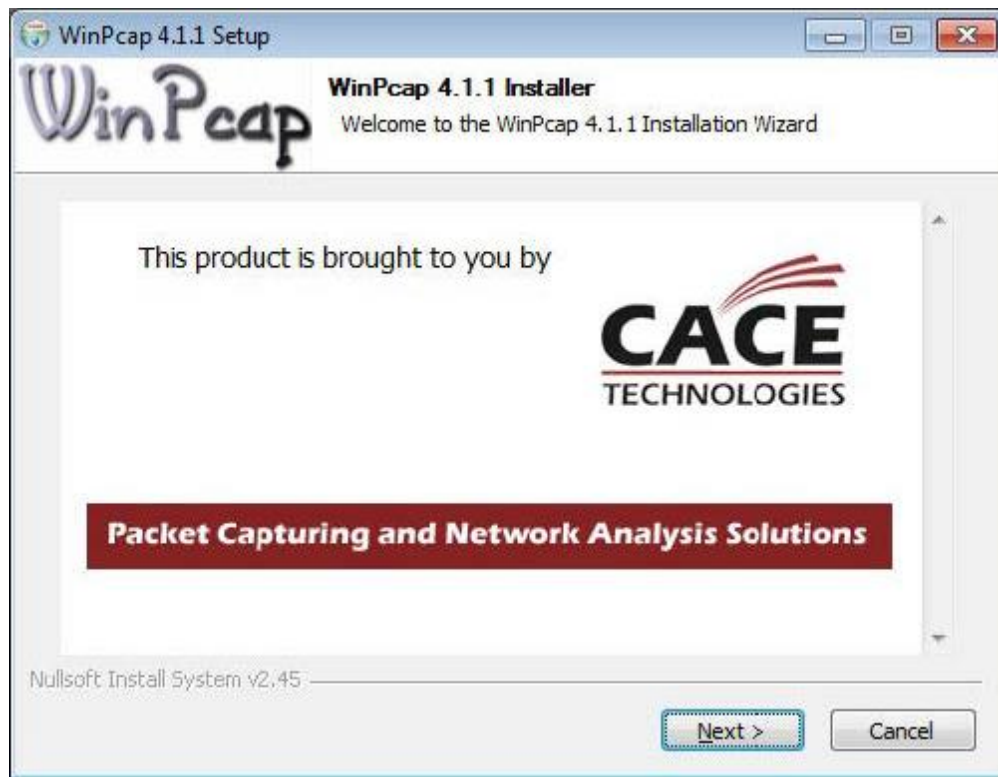 WinPcap 4.1.1 Setup
WinPcap
WinPcap 4.1.1 Installer
Welcome to the WinPcap 4.1.1 Installation Wizard
This product is brought to you by
CACE
TECHNOLOGIES
Packet Capturing and Network Analysis Solutions
Nullsoft Install System v2.45
Next >
Cancel